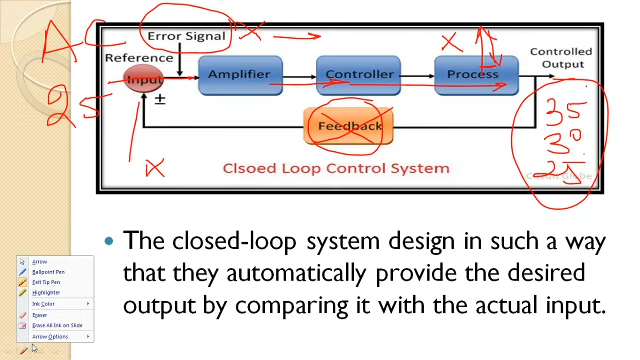 AC
Error Signal
X
X
Reference
Controlled
Output
Input
Amplifier
Controller
Process
25
±
35
30
25
Feedback
X
Clsoed Loop Control System
• The closed-loop system design in such a way
that they automatically provide the desired
output by comparing it with the actual input.
Arrow
Ballpoint Pen
Felt Tip Pen
Highlighter
Ink Color
Eraser
Erase All Ink on Slide
Arrow Options